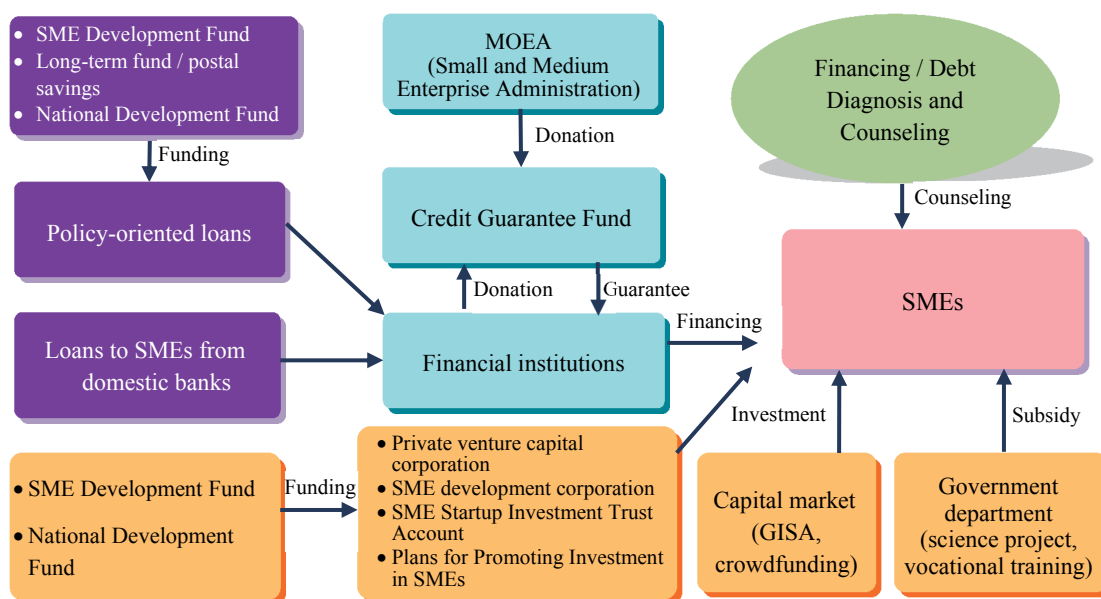 • SME Development Fund
• Long-term fund / postal
savings
• National Development Fund
Funding
Policy-oriented loans
Loans to SMEs from
domestic banks
MOEA
(Small and Medium
Enterprise Administration)
Donation
Credit Guarantee Fund
Donation
Guarantee
Financial institutions
Financing
Financing / Debt
Diagnosis and
Counseling
Counseling
SMEs
• SME Development Fund
• National Development
Fund
Funding
• Private venture capital
corporation
• SME development corporation
• SME Startup Investment Trust
Account
• Plans for Promoting Investment
in SMEs
Investment
Capital market
(GISA,
crowdfunding)
Subsidy
Government
department
(science project,
vocational training)